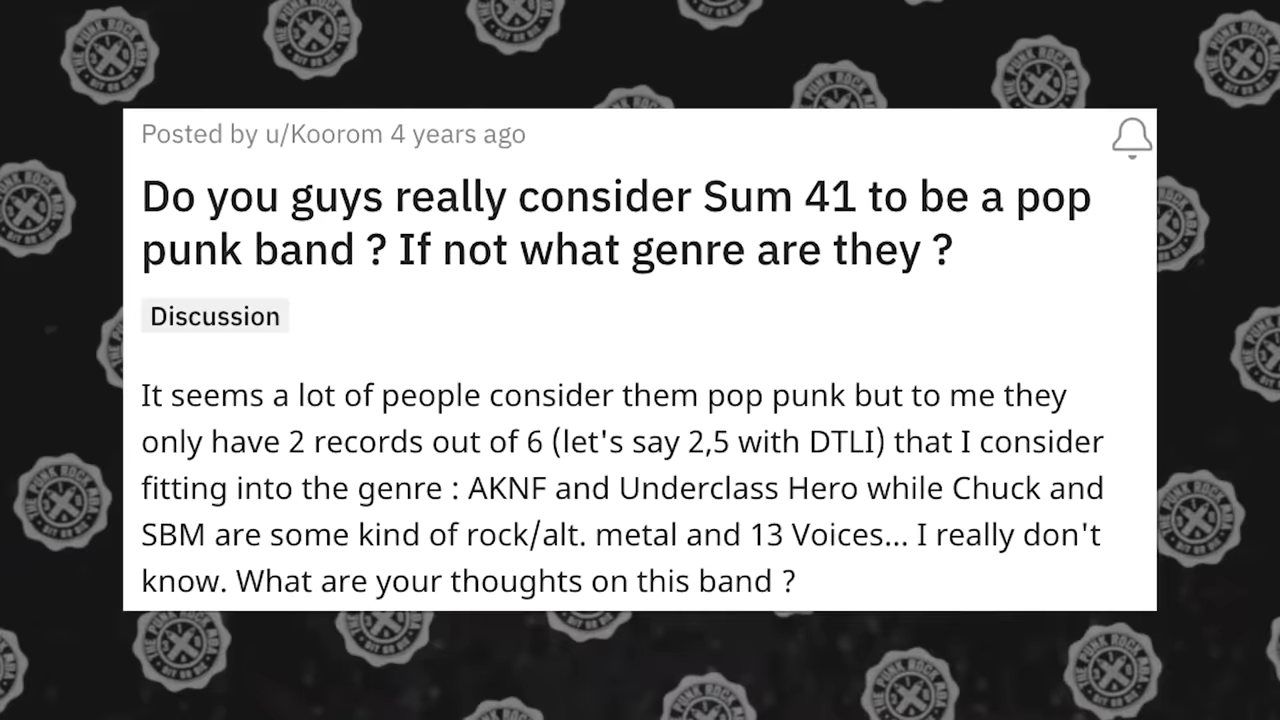 Posted by u/Koorom 4 years ago
Do you guys really consider Sum 41 to be a pop
punk band ? If not what genre are they ?
Discussion
It seems a lot of people consider them pop punk but to me they
only have 2 records out of 6 (let's say 2,5 with DTLI) that I consider
fitting into the genre : AKNF and Underclass Hero while Chuck and
SBM are some kind of rock/alt. metal and 13 Voices... I really don't
know. What are your thoughts on this band ?
THE PUNK ROCK MBA